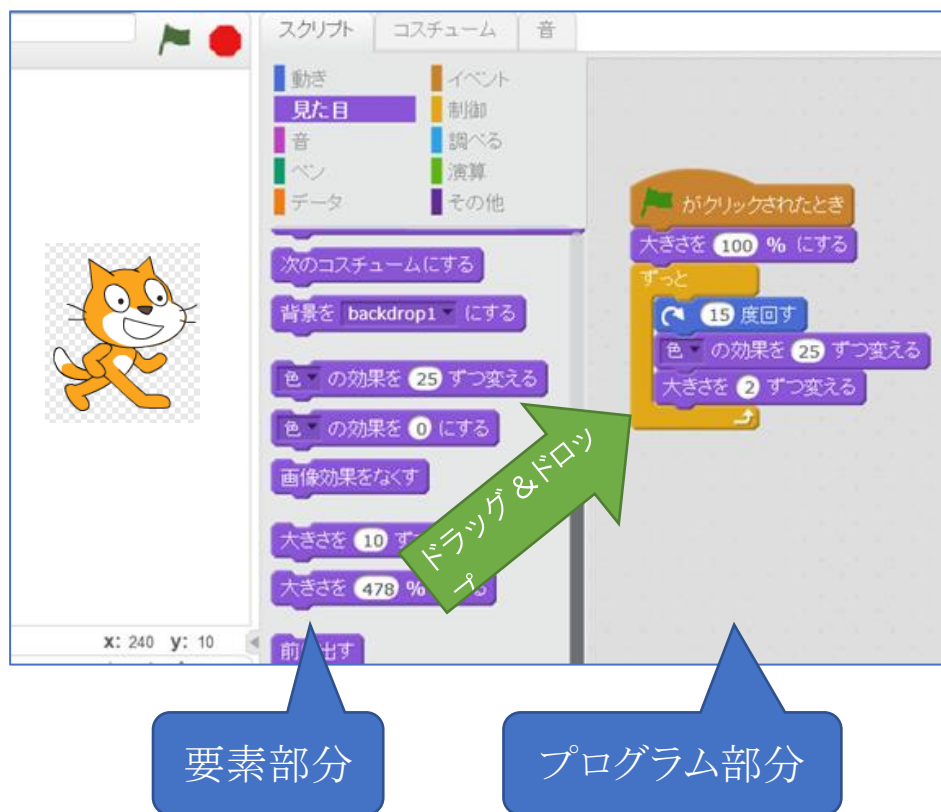 スクリプト コスチューム 音
動き イベント
見た目 制御
音 調べる
ペン 演算
データ その他
次のコスチュームにする
背景を backdrop1 にする
色 の効果を 25 ずつ変える
色 の効果を 0 にする
画像効果をなくす
大きさを 10 ずつ
大きさを 478 % る
前 出す
がクリックされたとき
大きさを 100 % にする
ずっと
15 度回す
色 の効果を 25 ずつ変える
大きさを 2 ずつ変える
ドラッグ &ドロッ
プ
x: 240 y: 10
要素部分
プログラム部分